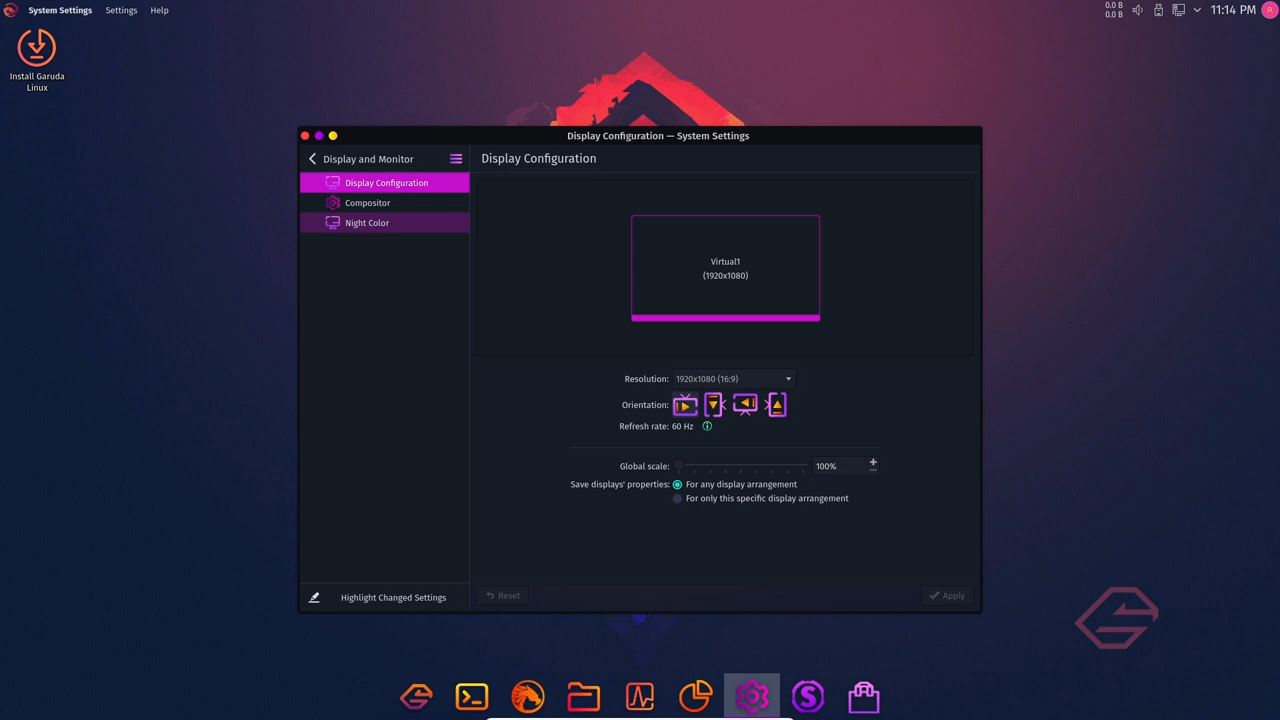 System Settings Settings Help
0.0 B
0.0 B
11:14 PM
Install Garuda
Linux
Display Configuration — System Settings
Display and Monitor
Display Configuration
Compositor
Night Color
Highlight Changed Settings
Display Configuration
Virtual1
(1920x1080)
Resolution: 1920x1080 (16:9)
Orientation:
Refresh rate: 60 Hz
Global scale: 100%
Save displays' properties: For any display arrangement
For only this specific display arrangement
Reset
Apply